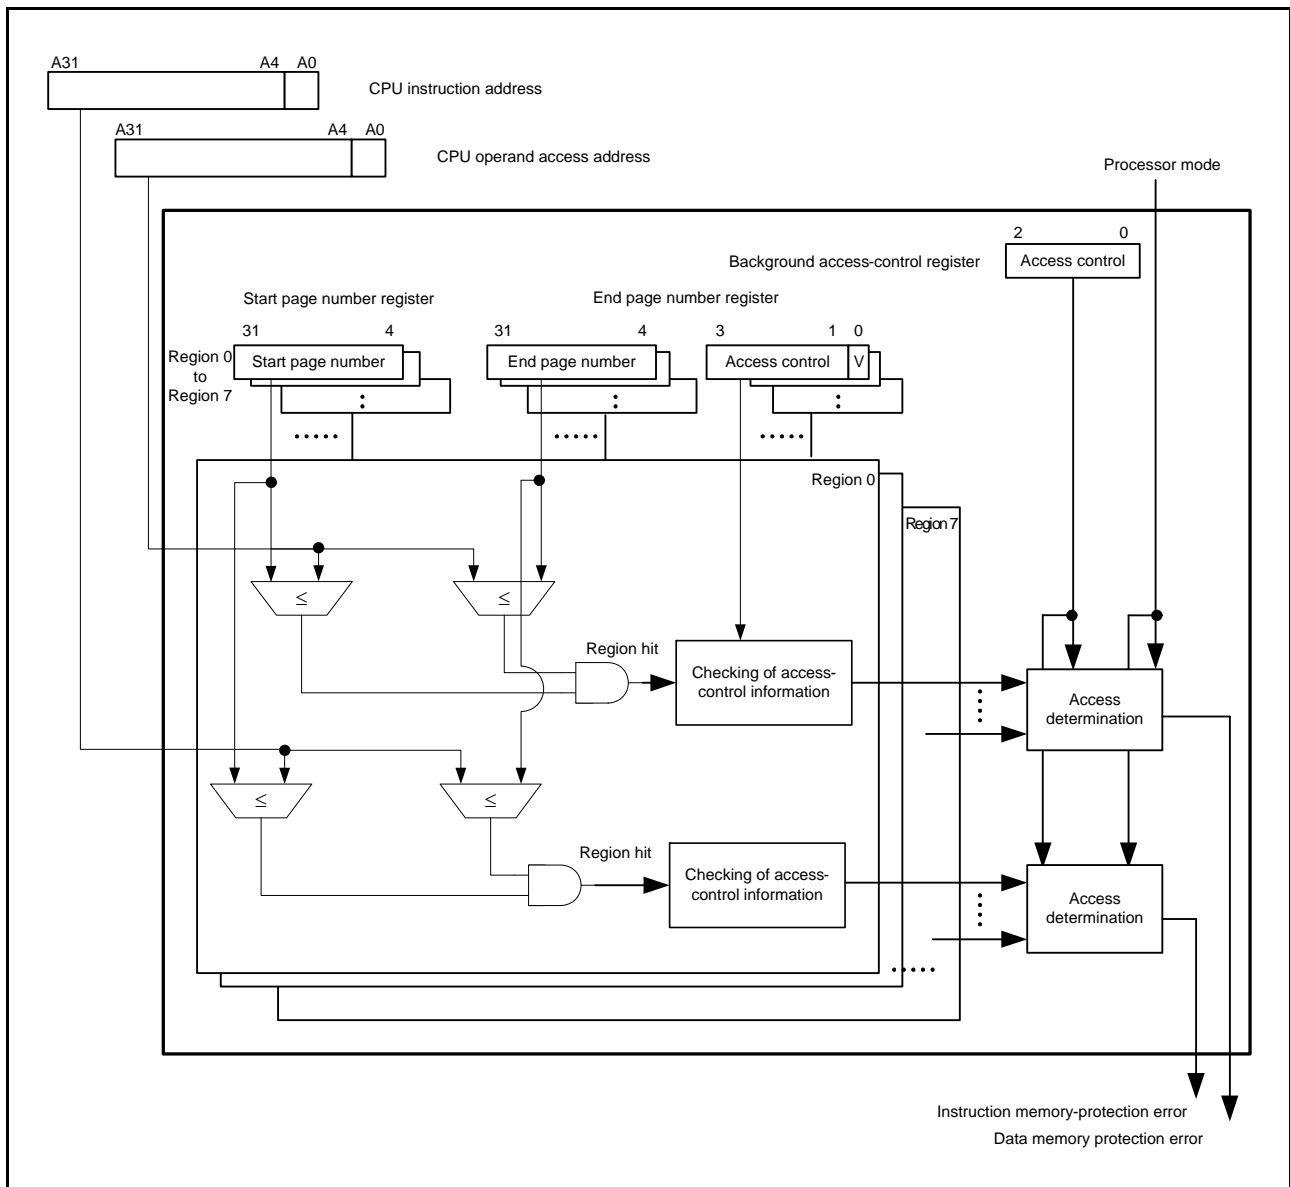 A31 A4 A0
CPU instruction address
A31 A4 A0
CPU operand access address
Processor mode
2 0
Background access-control register
Access control
Start page number register
End page number register
31 4
31 4
3 1 0
Region 0
to
Region 7
Start page number
End page number
Access control V
Region 0
Region 7
≤
≤
Region hit
Checking of access-
control information
Access
determination
≤
≤
Region hit
Checking of access-
control information
Access
determination
Instruction memory-protection error
Data memory protection error